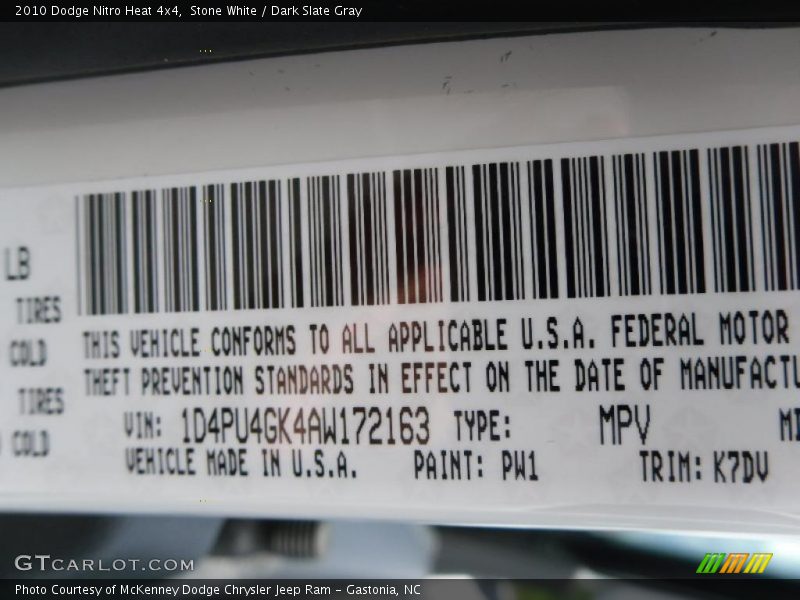 2010 Dodge Nitro Heat 4x4, Stone White / Dark Slate Gray
LB
TIRES
COLD
TIRES
COLD
THIS VEHICLE CONFORMS TO ALL APPLICABLE U.S.A. FEDERAL MOTOR
THEFT PREVENTION STANDARDS IN EFFECT ON THE DATE OF MANUFACTU
VIN: 1D4PU4GK4AW172163 TYPE: MPV
VEHICLE MADE IN U.S.A. PAINT: PW1 TRIM: K7DV
GTCARLOT.COM
Photo Courtesy of McKenney Dodge Chrysler Jeep Ram - Gastonia, NC